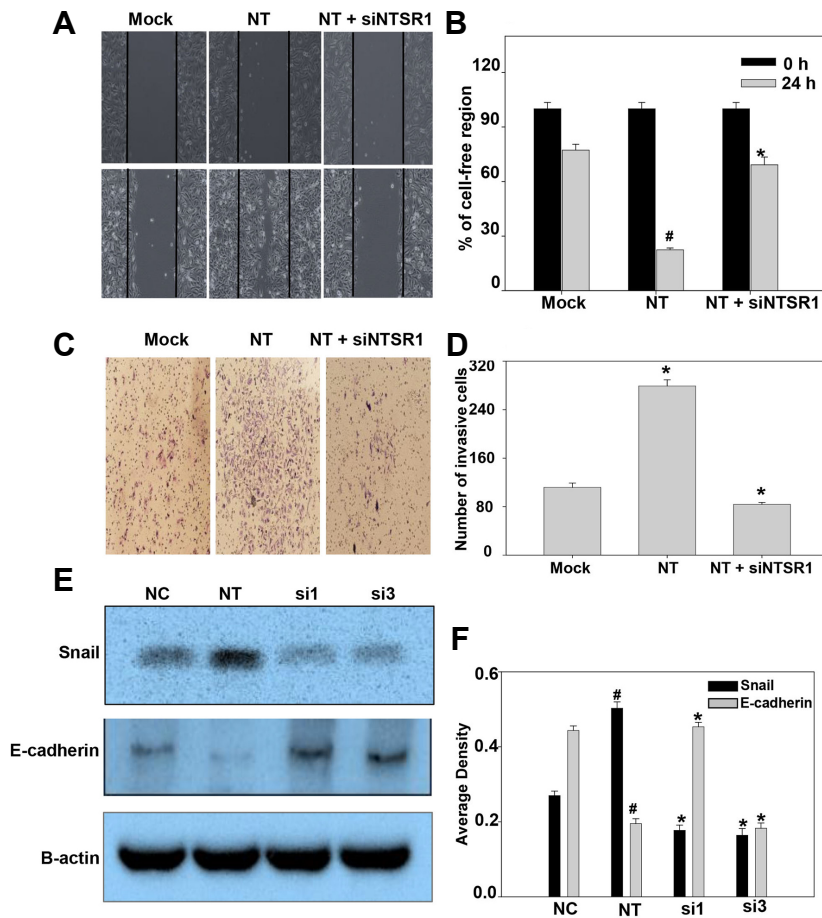 A
Mock NT NT + siNTSR1
B
% of cell-free region
120
90
60
30
0
0 h
24 h
#
*
Mock NT NT + siNTSR1
C
Mock NT NT + siNTSR1
D
Number of invasive cells
320
240
160
80
0
*
*
Mock NT NT + siNTSR1
E
NC NT si1 si3
Snail
E-cadherin
B-actin
F
Average Density
0.6
0.4
0.2
0.0
Snail
E-cadherin
#
#
*
*
* *
NC NT si1 si3